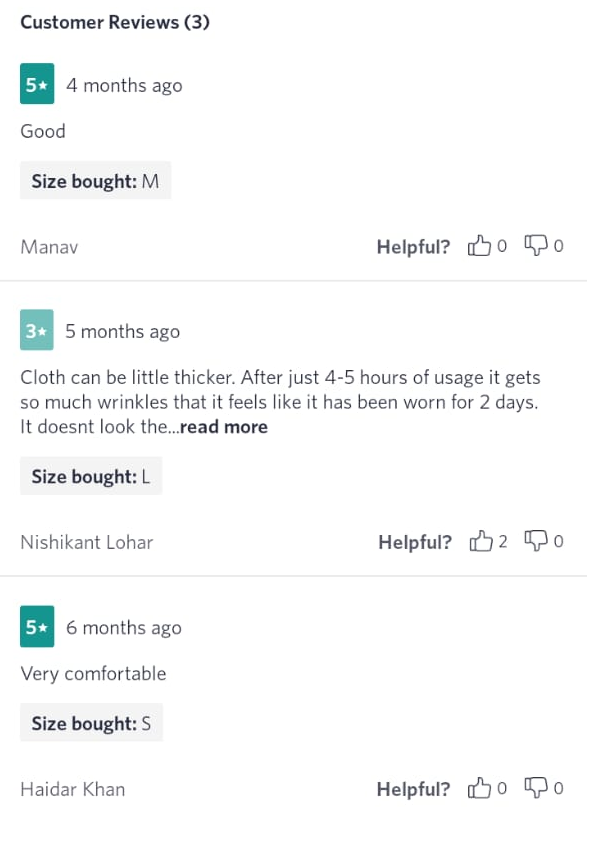 Customer Reviews (3)
5★ 4 months ago
Good
Size bought: M
Manav Helpful? 0 0
3★ 5 months ago
Cloth can be little thicker. After just 4-5 hours of usage it gets
so much wrinkles that it feels like it has been worn for 2 days.
It doesnt look the...read more
Size bought: L
Nishikant Lohar Helpful? 2 0
5★ 6 months ago
Very comfortable
Size bought: S
Haidar Khan Helpful? 0 0